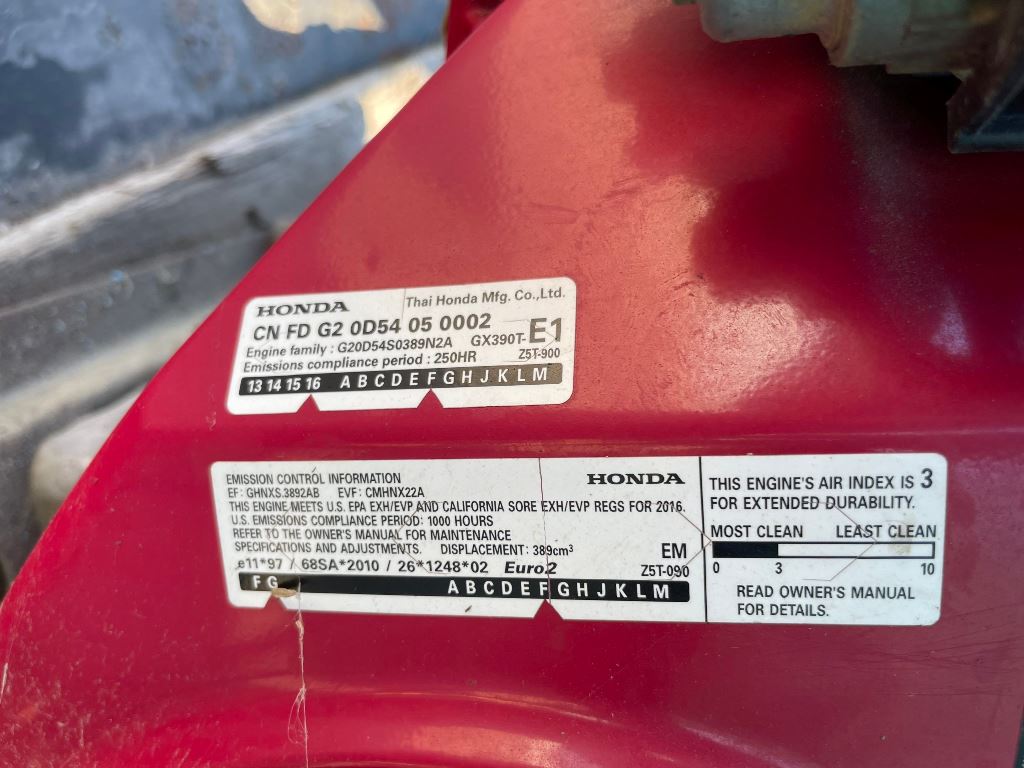 HONDA Thai Honda Mfg. Co.,Ltd.
CN FD G2 0D54 05 0002
Engine family : G20D54S0389N2A GX390T- E1
Emissions compliance period : 250HR Z5T-900
13 14 15 16 A B C D E F G H J K L M
EMISSION CONTROL INFORMATION HONDA
EF: GHNXS.3892AB EVF: CMHNX22A
THIS ENGINE MEETS U.S. EPA EXH/EVP AND CALIFORNIA SORE EXH/EVP REGS FOR 2016.
U.S. EMISSIONS COMPLIANCE PERIOD: 1000 HOURS
REFER TO THE OWNER'S MANUAL FOR MAINTENANCE
SPECIFICATIONS AND ADJUSTMENTS. DISPLACEMENT: 389cm³ EM
e11*97 / 68SA*2010 / 26*1248*02 Euro.2 Z5T-090
F G A B C D E F G H J K L M
THIS ENGINE'S AIR INDEX IS 3
FOR EXTENDED DURABILITY.
MOST CLEAN LEAST CLEAN
0 3 10
READ OWNER'S MANUAL
FOR DETAILS.